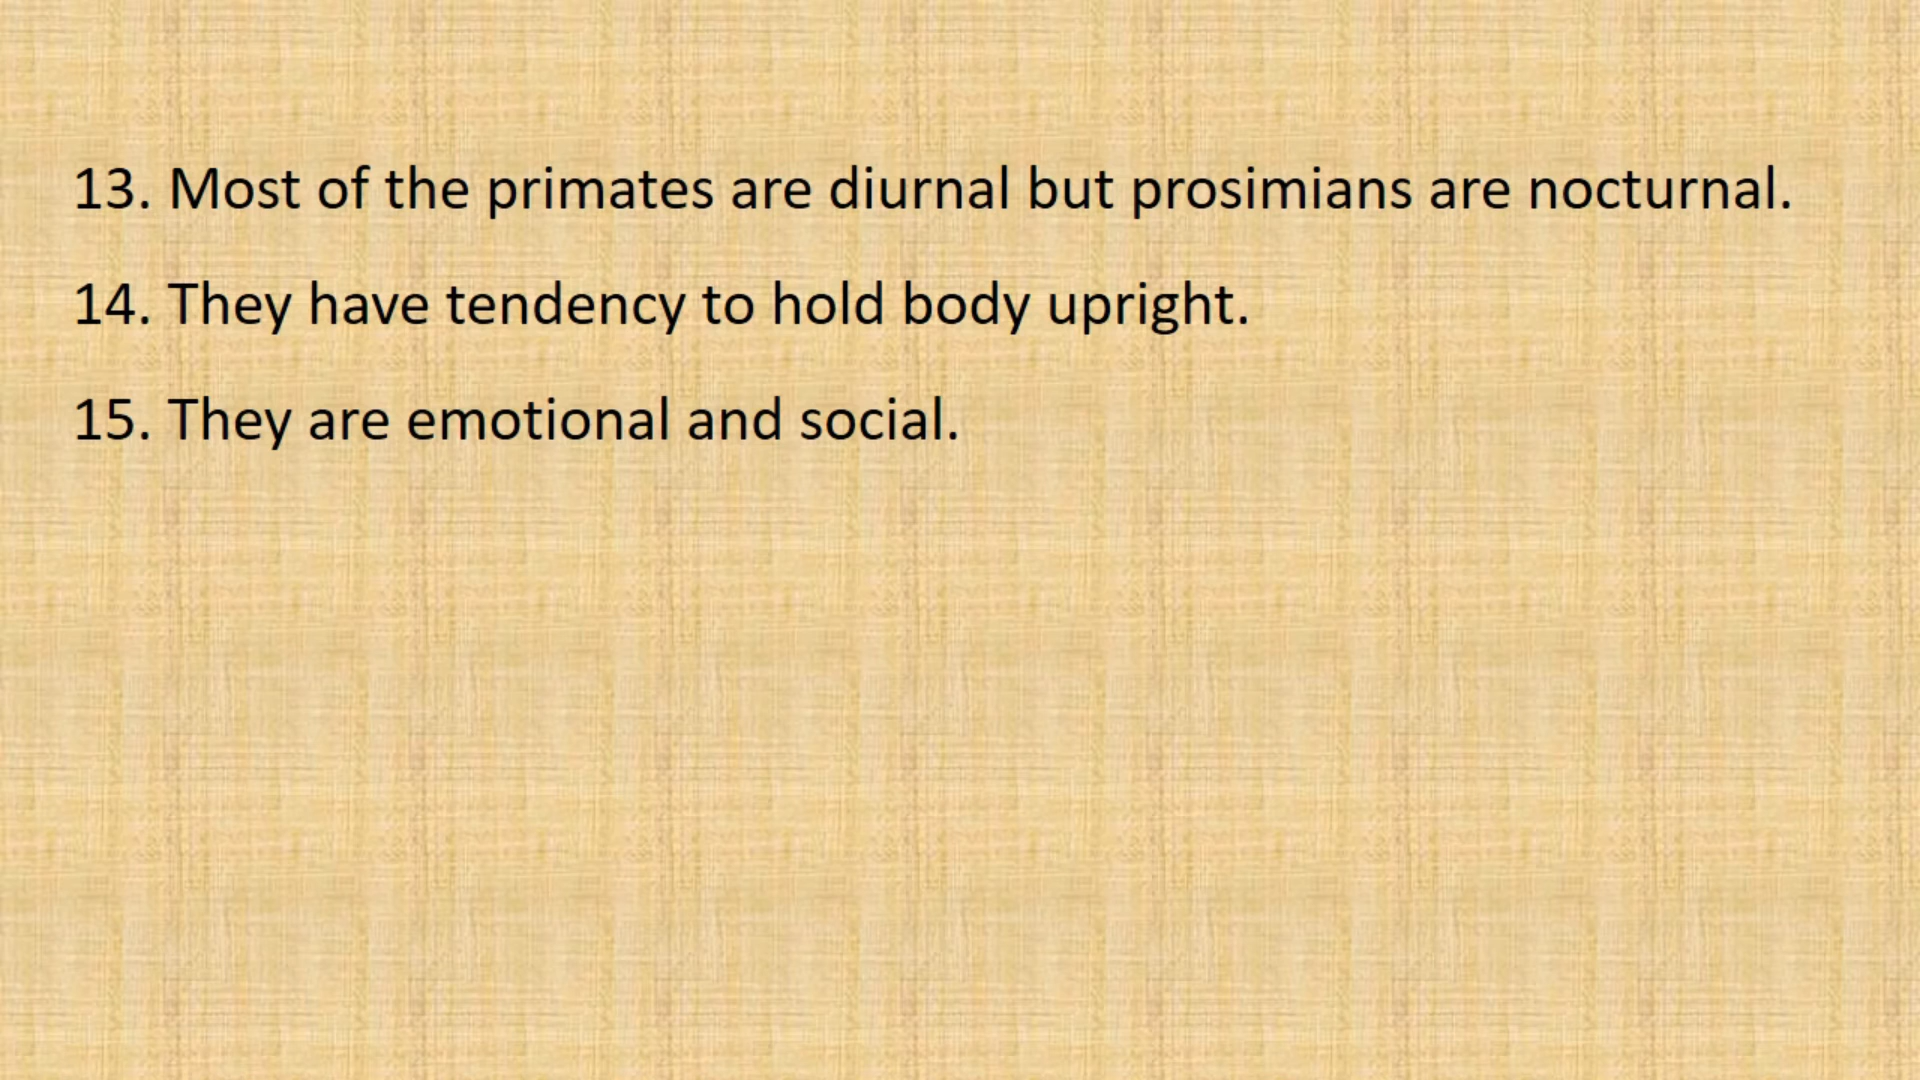 13. Most of the primates are diurnal but prosimians are nocturnal.
14. They have tendency to hold body upright.
15. They are emotional and social.